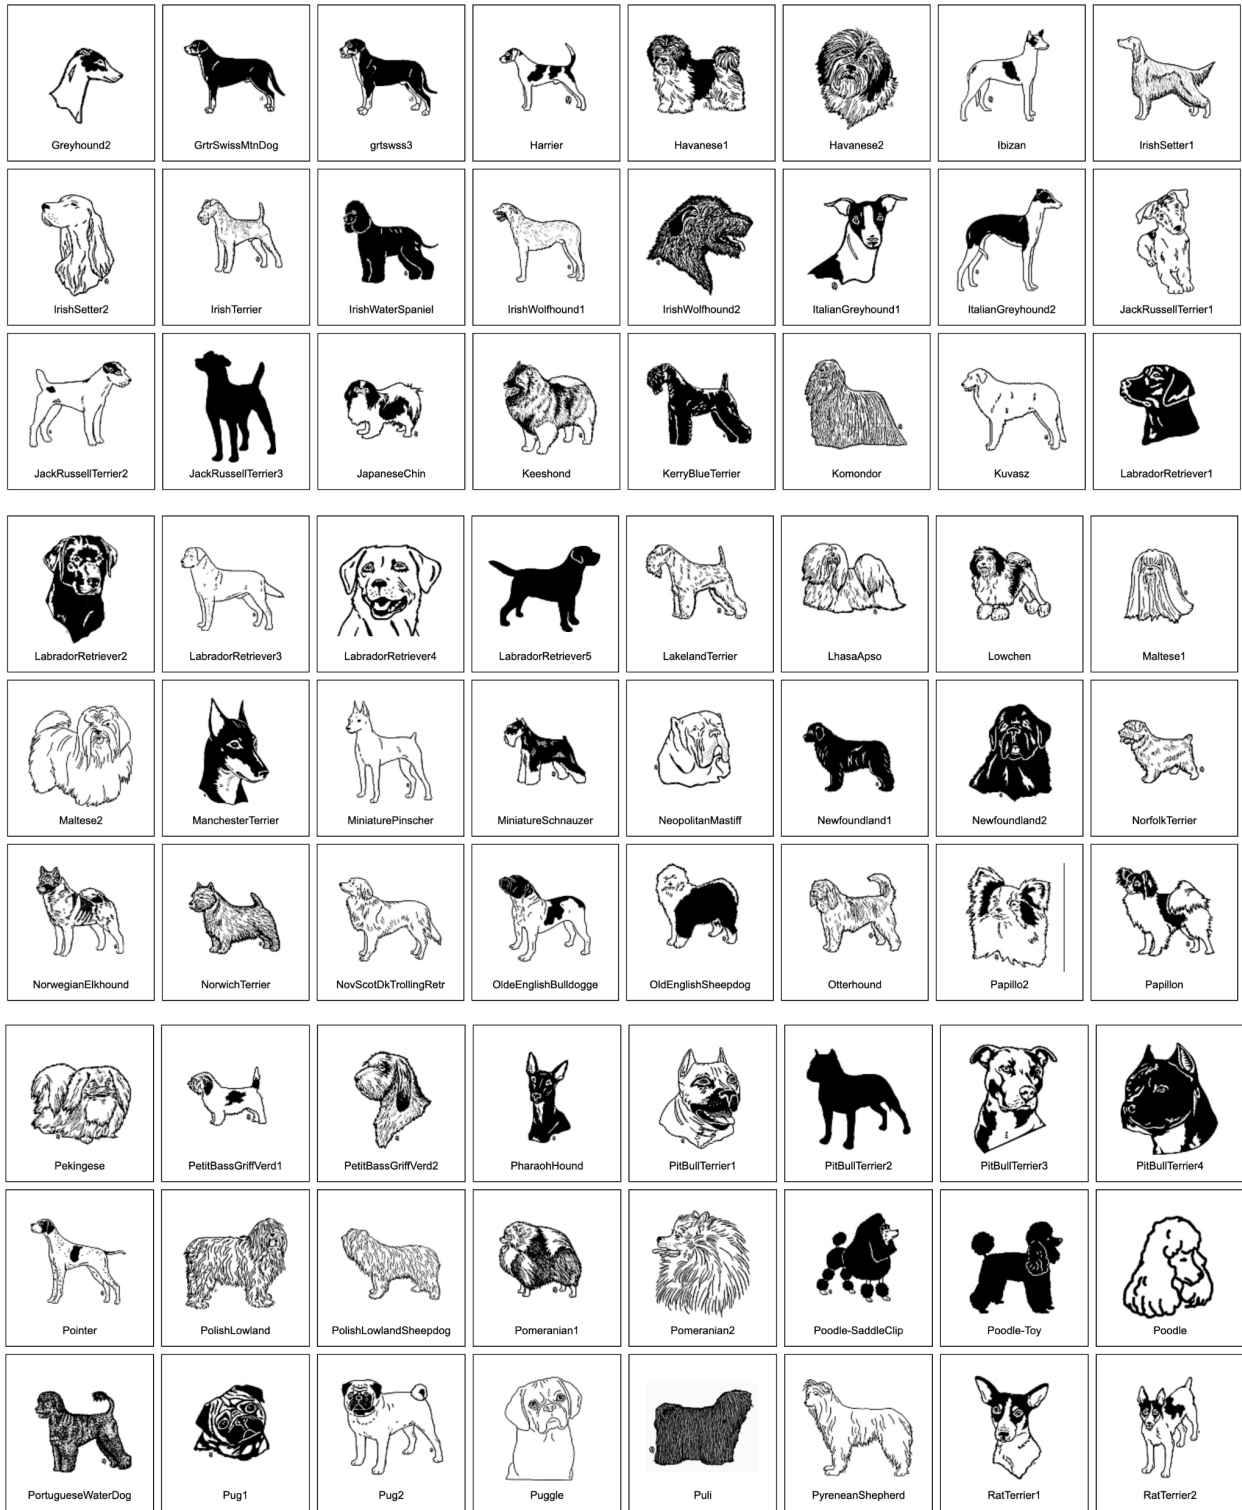 Greyhound2
GrtrSwissMtnDog
grtswss3
Harrier
Havanese1
Havanese2
Ibizan
IrishSetter1
IrishSetter2
IrishTerrier
IrishWaterSpaniel
IrishWolfhound1
IrishWolfhound2
ItalianGreyhound1
ItalianGreyhound2
JackRussellTerrier1
JackRussellTerrier2
JackRussellTerrier3
JapaneseChin
Keeshond
KerryBlueTerrier
Komondor
Kuvasz
LabradorRetriever1
LabradorRetriever2
LabradorRetriever3
LabradorRetriever4
LabradorRetriever5
LakelandTerrier
LhasaApso
Lowchen
Maltese1
Maltese2
ManchesterTerrier
MiniaturePinscher
MiniatureSchnauzer
NeopolitanMastiff
Newfoundland1
Newfoundland2
NorfolkTerrier
NorwegianElkhound
NorwichTerrier
NovScotDkTrollingRetr
OldeEnglishBulldogge
OldEnglishSheepdog
Otterhound
Papillo2
Papillon
Pekingese
PetitBassGriffVerd1
PetitBassGriffVerd2
PharaohHound
PitBullTerrier1
PitBullTerrier2
PitBullTerrier3
PitBullTerrier4
Pointer
PolishLowland
PolishLowlandSheepdog
Pomeranian1
Pomeranian2
Poodle-SaddleClip
Poodle-Toy
Poodle
PortugueseWaterDog
Pug1
Pug2
Puggle
Puli
PyreneanShepherd
RatTerrier1
RatTerrier2